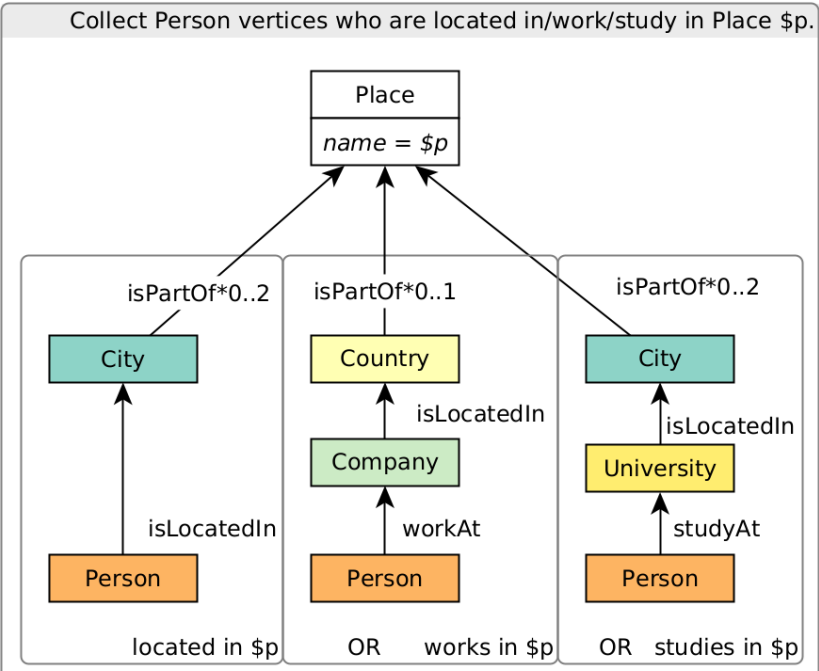 Collect Person vertices who are located in/work/study in Place $p.
Place
name = $p
isPartOf*0..2
City
isLocatedIn
Person
located in $p
isPartOf*0..1
Country
isLocatedIn
Company
workAt
Person
OR works in $p
isPartOf*0..2
City
isLocatedIn
University
studyAt
Person
OR studies in $p